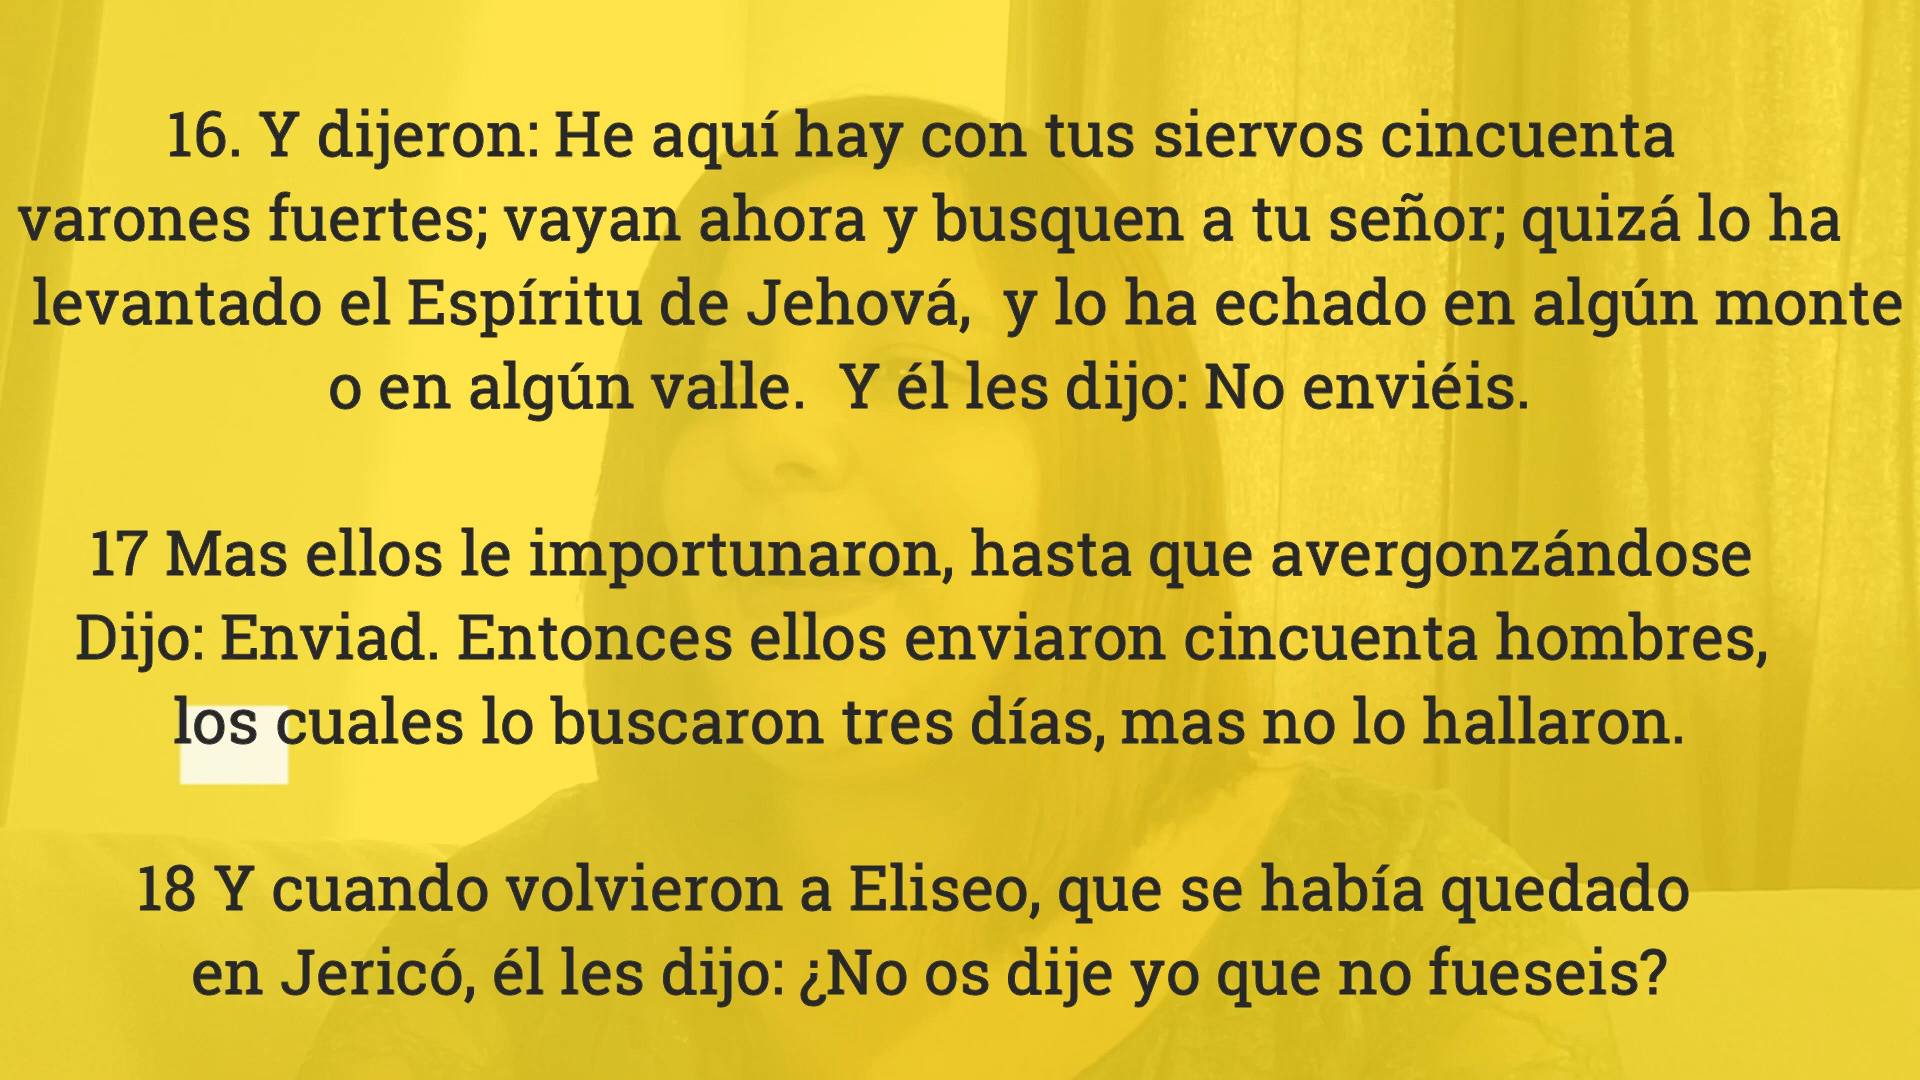 16. Y dijeron: He aquí hay con tus siervos cincuenta
varones fuertes; vayan ahora y busquen a tu señor; quizá lo ha
levantado el Espíritu de Jehová, y lo ha echado en algún monte
o en algún valle. Y él les dijo: No enviéis.
17 Mas ellos le importunaron, hasta que avergonzándose
Dijo: Enviad. Entonces ellos enviaron cincuenta hombres,
los cuales lo buscaron tres días, mas no lo hallaron.
18 Y cuando volvieron a Eliseo, que se había quedado
en Jericó, él les dijo: ¿No os dije yo que no fueseis?